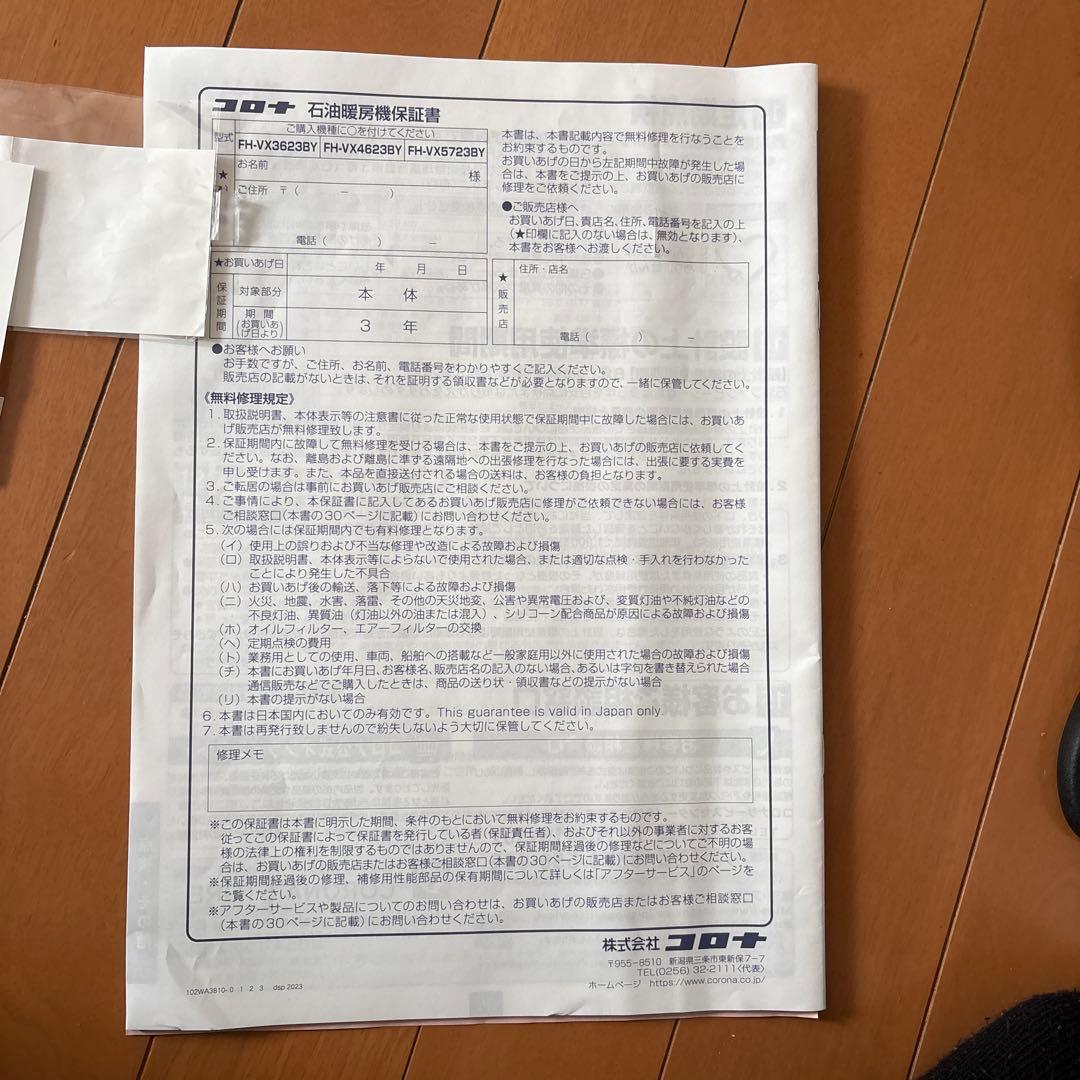 コロナ 石油暖房機保証書
型式
ご購入機種に○を付けてください
FH-VX3623BY FH-VX4623BY FH-VX5723BY
★
お名前
様
ご住所 〒( － )
電話( ) －
本書は、本書記載内容で無料修理を行なうことを
お約束するものです。
お買いあげの日から左記期間中故障が発生した場
合は、本書をご提示の上、お買いあげの販売店に
修理をご依頼ください。
●ご販売店様へ
お買いあげ日、貴店名、住所、電話番号を記入の上
(★印欄に記入のない場合は、無効となります)、
本書をお客様へお渡しください。
★お買いあげ日 年 月 日
保証期間
対象部分 本 体
期 間
(お買いあ
げ日より)
3 年
★販売店
住所・店名
電話( ) －
●お客様へお願い
お手数ですが、ご住所、お名前、電話番号をわかりやすくご記入ください。
販売店の記載がないときは、それを証明する領収書などが必要となりますので、一緒に保管してください。
《無料修理規定》
1. 取扱説明書、本体表示等の注意書に従った正常な使用状態で保証期間中に故障した場合には、お買いあ
げ販売店が無料修理致します。
2. 保証期間内に故障して無料修理を受ける場合は、本書をご提示の上、お買いあげの販売店に依頼してく
ださい。なお、離島および離島に準ずる遠隔地への出張修理を行なった場合には、出張に要する実費を
申し受けます。また、本品を直接送付される場合の送料は、お客様の負担となります。
3. ご転居の場合は事前にお買いあげ販売店にご相談ください。
4. ご事情により、本保証書に記入してあるお買いあげ販売店に修理がご依頼できない場合には、お客様
ご相談窓口(本書の30ページに記載)にお問い合わせください。
5. 次の場合には保証期間内でも有料修理となります。
(イ) 使用上の誤りおよび不当な修理や改造による故障および損傷
(ロ) 取扱説明書、本体表示等によらないで使用された場合、または適切な点検・手入れを行わなかった
ことにより発生した不具合
(ハ) お買いあげ後の輸送、落下等による故障および損傷
(ニ) 火災、地震、水害、落雷、その他の天災地変、公害や異常電圧および、変質灯油や不純灯油などの
不良灯油、異質油(灯油以外の油または混入)、シリコーン配合商品が原因による故障および損傷
(ホ) オイルフィルター、エアーフィルターの交換
(ヘ) 定期点検の費用
(ト) 業務用としての使用、車両、船舶への搭載など一般家庭用以外に使用された場合の故障および損傷
(チ) 本書にお買いあげ年月日、お客様名、販売店名の記入のない場合、あるいは字句を書き替えられた場合
通信販売などでご購入したときは、商品の送り状・領収書などの提示がない場合
(リ) 本書の提示がない場合
6. 本書は日本国内においてのみ有効です。This guarantee is valid in Japan only.
7. 本書は再発行致しませんので紛失しないよう大切に保管してください。
修理メモ
※この保証書は本書に明示した期間、条件のもとにおいて無料修理をお約束するものです。
従ってこの保証書によって保証書を発行している者(保証責任者)、およびそれ以外の事業者に対するお客
様の法律上の権利を制限するものではありませんので、保証期間経過後の修理などについてご不明の場
合は、お買いあげの販売店またはお客様ご相談窓口(本書の30ページに記載)にお問い合わせください。
※保証期間経過後の修理、補修用性能部品の保有期間について詳しくは「アフターサービス」のページを
ご覧ください。
※アフターサービスや製品についてのお問い合わせは、お買いあげの販売店またはお客様ご相談窓口
(本書の30ページに記載)にお問い合わせください。
株式会社 コロナ
〒955-8510 新潟県三条市東新保7-7
TEL(0256) 32-2111〈代表〉
ホームページ https://www.corona.co.jp/
102WA3810-0 1 2 3 dsp 2023